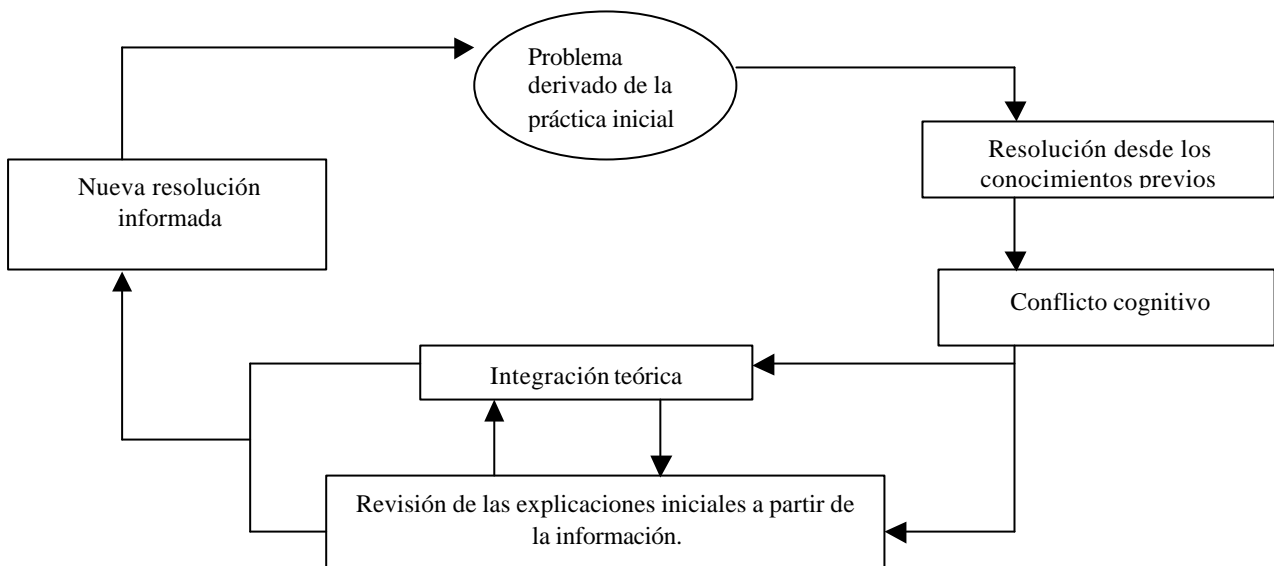 Problema
derivado de la
práctica inicial
Resolución desde los
conocimientos previos
Nueva resolución
informada
Conflicto cognitivo
Integración teórica
Revisión de las explicaciones iniciales a partir de
la información.